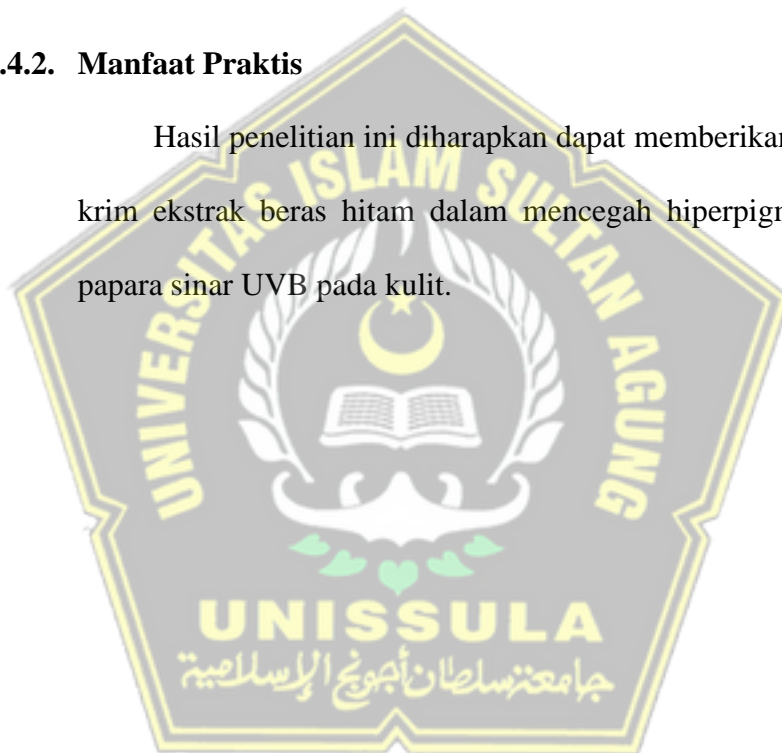 .4.2. Manfaat Praktis
Hasil penelitian ini diharapkan dapat memberikan
krim ekstrak beras hitam dalam mencegah
papara sinar UVB pada kulit.
UNIVERSITAS ISLAM SULTAN AGUNG
UNISSULA
جامعة سلطان أجونج الإسلامية